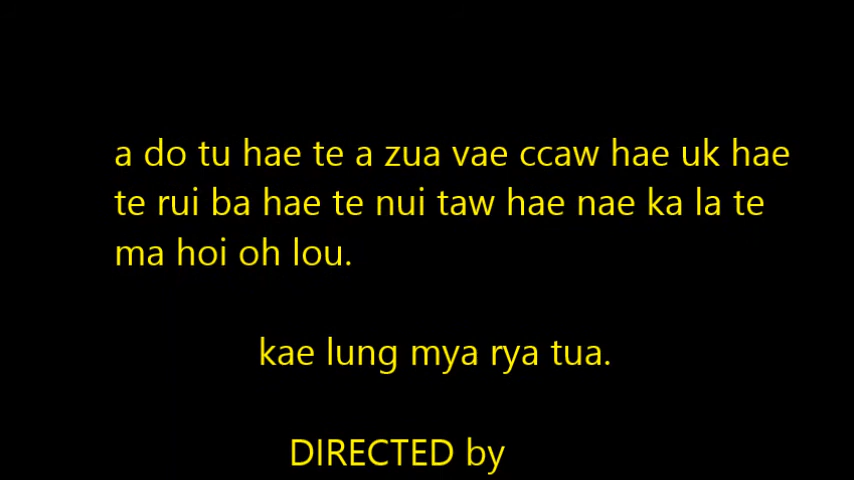 a do tu hae te a zua vae ccaw hae uk hae
te rui ba hae te nui taw hae nae ka la te
ma hoi oh lou.
kae lung mya rya tua.
DIRECTED by